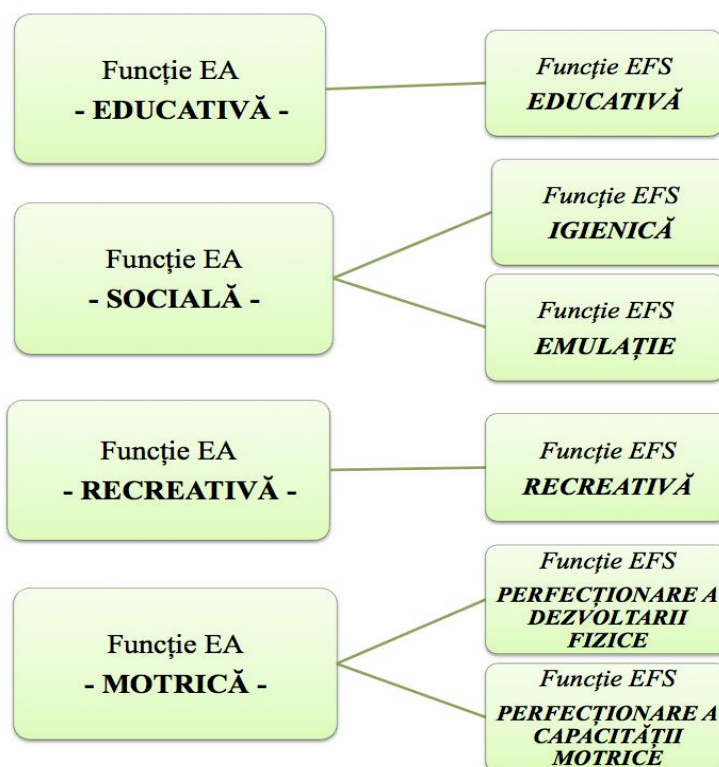 Funcție EA
- EDUCATIVĂ -
Funcție EFS
EDUCATIVĂ
Funcție EA
- SOCIALĂ -
Funcție EFS
IGIENICĂ
Funcție EFS
EMULAȚIE
Funcție EA
- RECREATIVĂ -
Funcție EFS
RECREATIVĂ
Funcție EA
- MOTRICĂ -
Funcție EFS
PERFECȚIONARE A
DEZVOLTARII
FIZICE
Funcție EFS
PERFECȚIONARE A
CAPACITĂȚII
MOTRICE